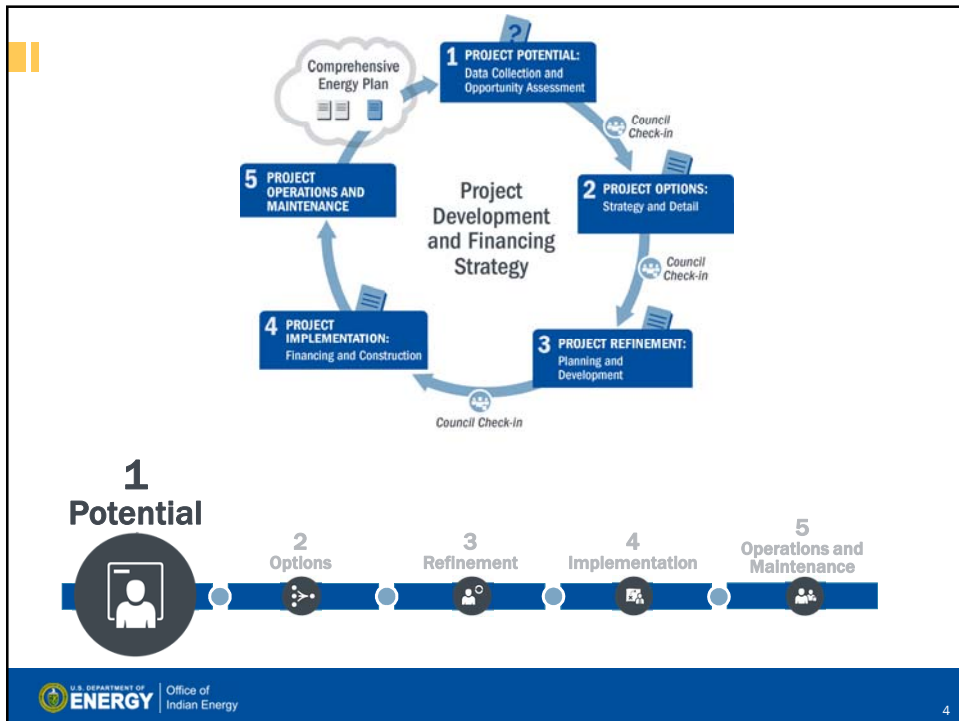 ?
1 PROJECT POTENTIAL:
Data Collection and
Opportunity Assessment
Comprehensive
Energy Plan
Council
Check-in
5 PROJECT
OPERATIONS AND
MAINTENANCE
2 PROJECT OPTIONS:
Strategy and Detail
Project
Development
and Financing
Strategy
Council
Check-in
4 PROJECT
IMPLEMENTATION:
Financing and Construction
3 PROJECT REFINEMENT:
Planning and
Development
Council Check-in
1
Potential
2
Options
3
Refinement
4
Implementation
5
Operations and
Maintenance
U.S. DEPARTMENT OF
ENERGY
Office of
Indian Energy
4